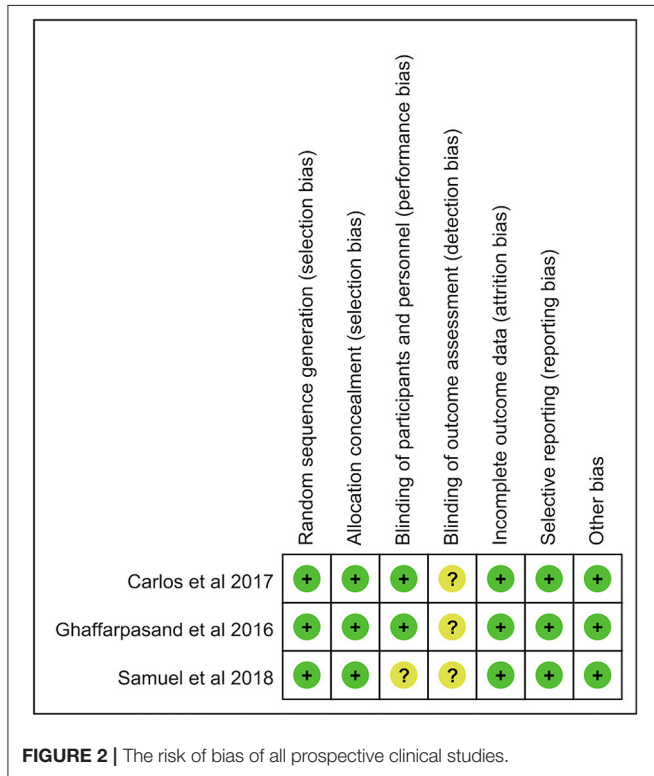 Random sequence generation (selection bias)
Allocation concealment (selection bias)
Blinding of participants and personnel (performance bias)
Blinding of outcome assessment (detection bias)
Incomplete outcome data (attrition bias)
Selective reporting (reporting bias)
Other bias
Carlos et al 2017 + + + ? + + +
Ghaffarpasand et al 2016 + + + ? + + +
Samuel et al 2018 + + ? ? + + +
FIGURE 2 | The risk of bias of all prospective clinical studies.